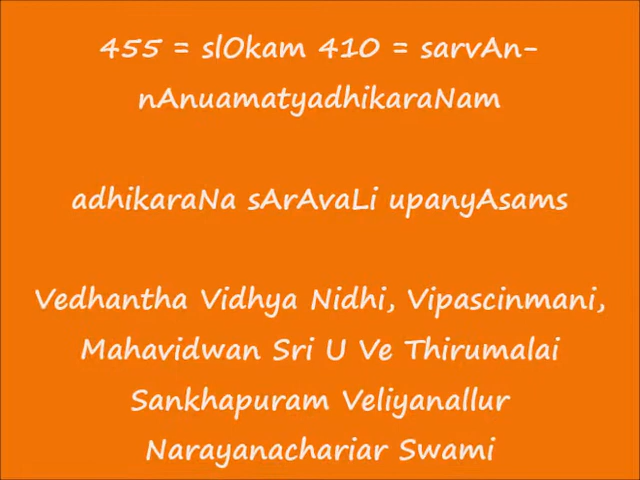 455 = slOkam 410 = sarvAn-
nAnuamatyadhikaraNam
adhikaraNa sArAvaLi upanyAsams
Vedhantha Vidhya Nidhi, Vipascinmani,
Mahavidwan Sri U Ve Thirumalai
Sankhapuram Veliyanallur
Narayanachariar Swami